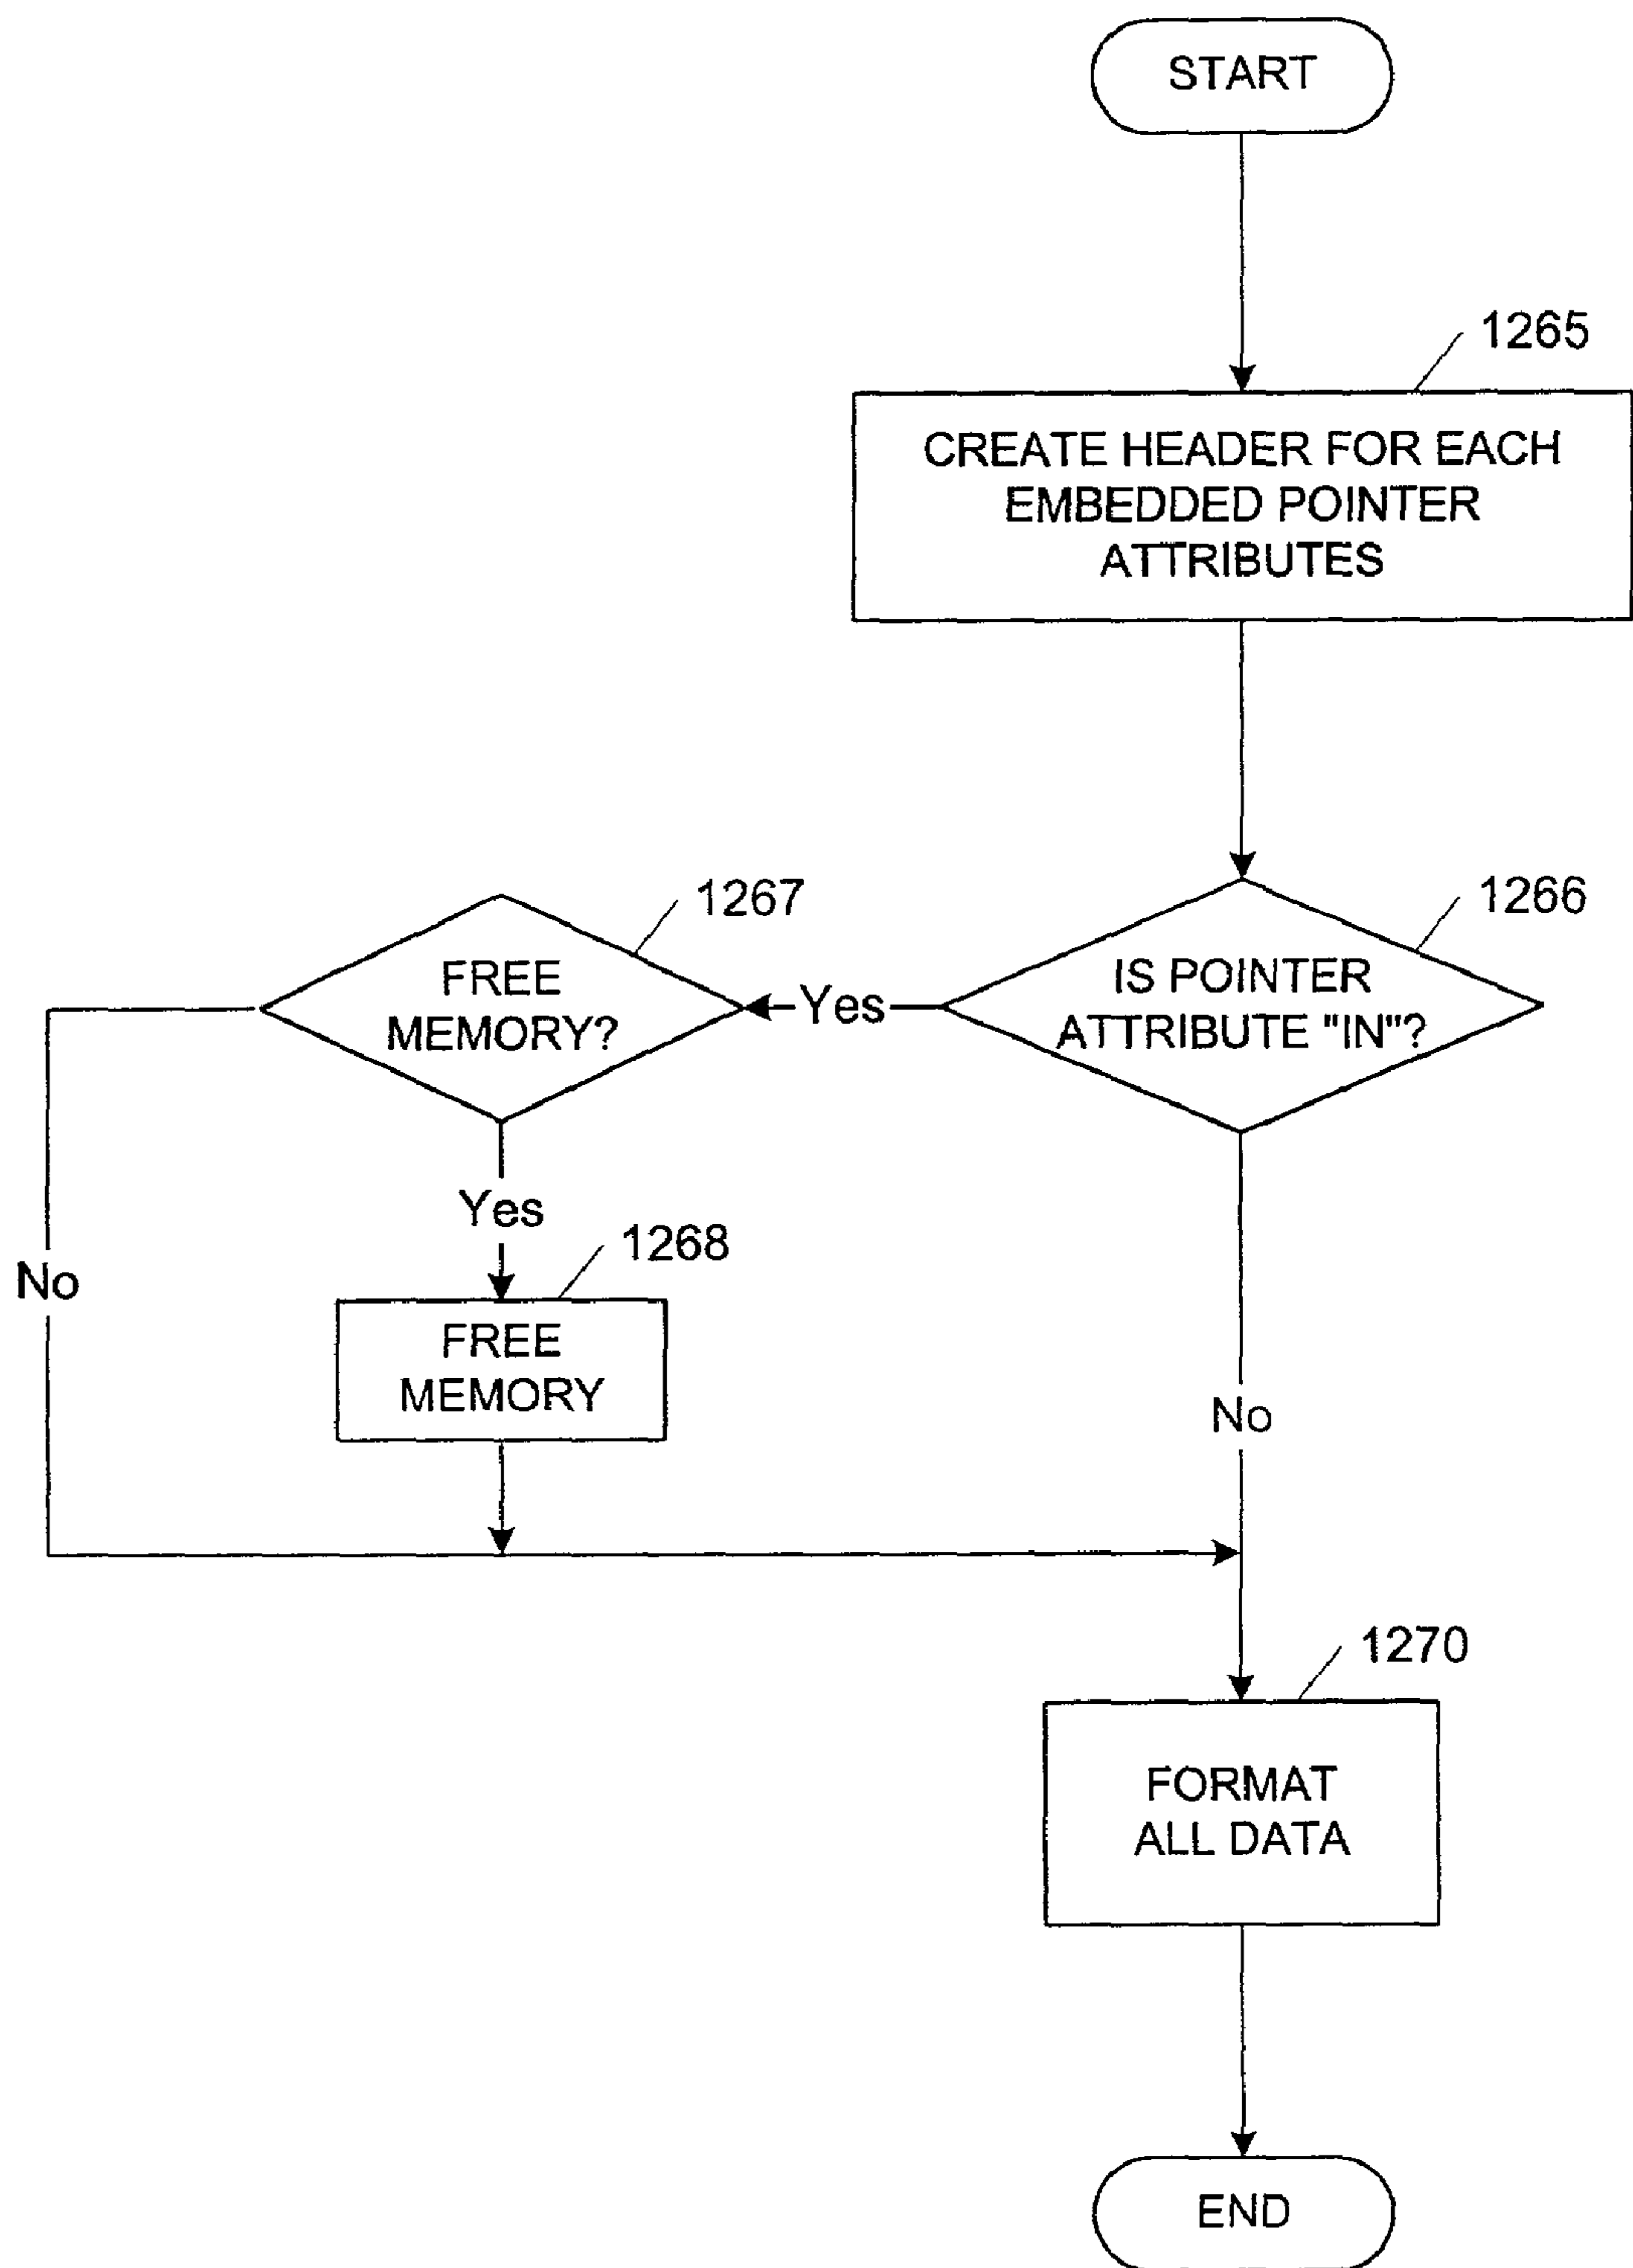 START
1265
CREATE HEADER FOR EACH
EMBEDDED POINTER
ATTRIBUTES
1267
1266
FREE
MEMORY?
Yes
IS POINTER
ATTRIBUTE "IN"?
Yes
1268
No
FREE
MEMORY
No
1270
FORMAT
ALL DATA
END